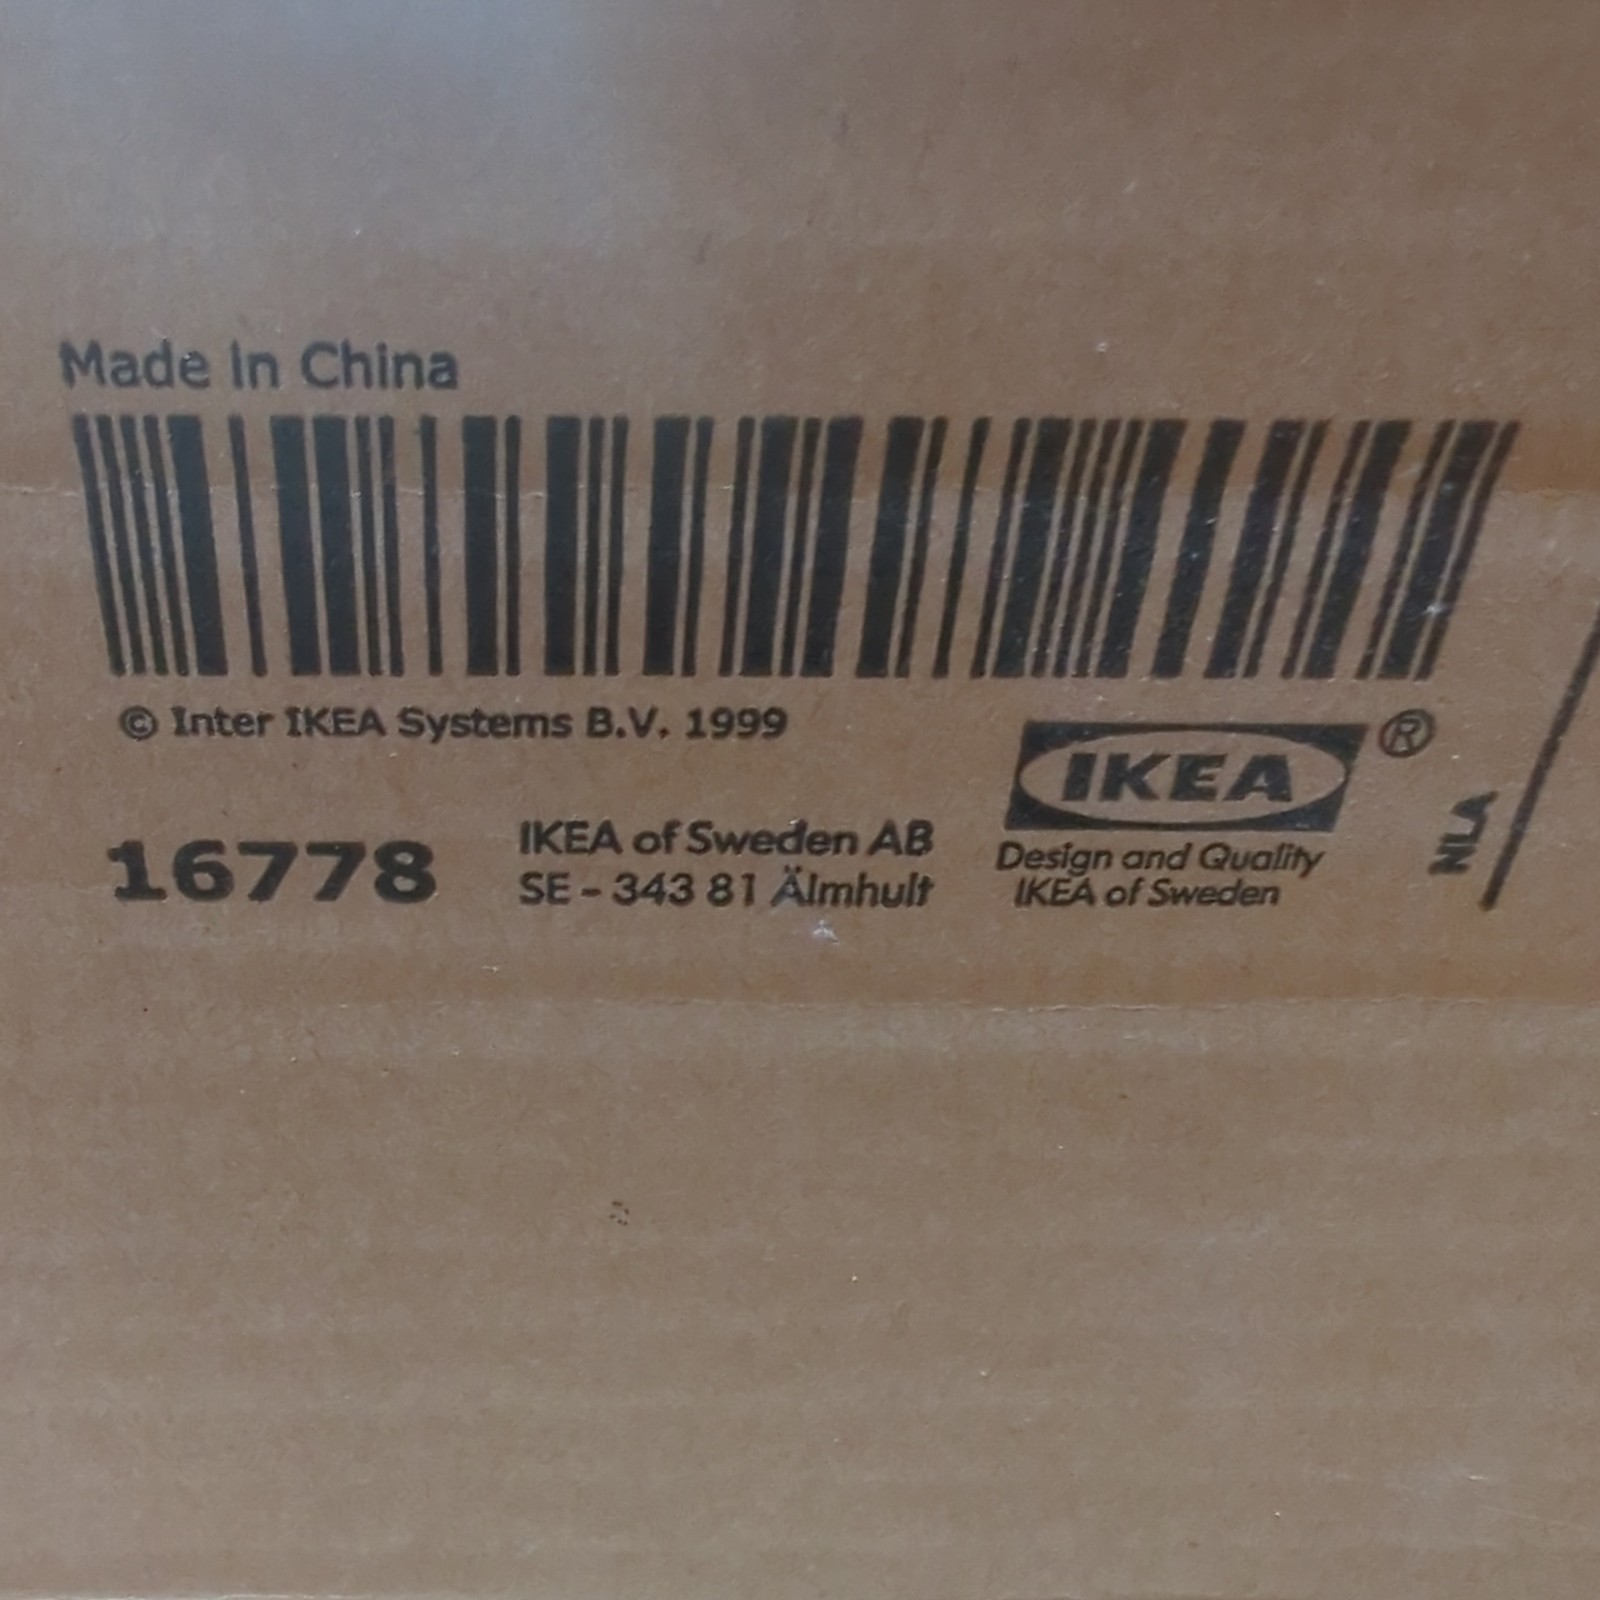 Made in China
© Inter IKEA Systems B.V. 1999
IKEA ®
16778
IKEA of Sweden AB
SE - 343 81 Älmhult
Design and Quality
IKEA of Sweden
NLA